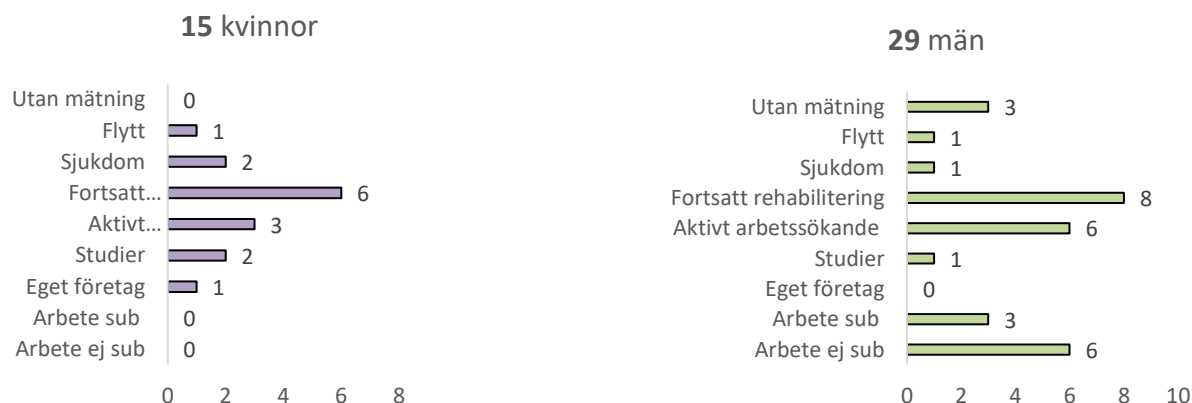 15 kvinnor
Utan mätning 0
Flytt 1
Sjukdom 2
Fortsatt... 6
Aktivt... 3
Studier 2
Eget företag 1
Arbete sub 0
Arbete ej sub 0
0 2 4 6 8
29 män
Utan mätning 3
Flytt 1
Sjukdom 1
Fortsatt rehabilitering 8
Aktivt arbetssökande 6
Studier 1
Eget företag 0
Arbete sub 3
Arbete ej sub 6
0 2 4 6 8 10